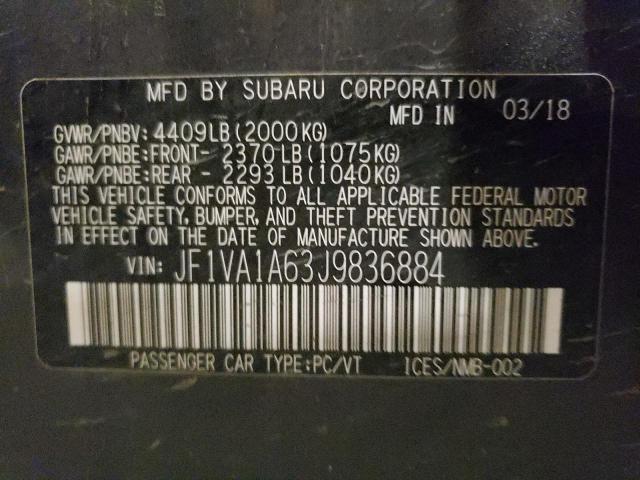 MFD BY SUBARU CORPORATION
MFD IN 03/18
GVWR/PNBV: 4409LB(2000KG)
GAWR/PNBE:FRONT- 2370 LB(1075KG)
GAWR/PNBE:REAR - 2293 LB(1040KG)
THIS VEHICLE CONFORMS TO ALL APPLICABLE FEDERAL MOTOR
VEHICLE SAFETY, BUMPER, AND THEFT PREVENTION STANDARDS
IN EFFECT ON THE DATE OF MANUFACTURE SHOWN ABOVE.
VIN: JF1VA1A63J9836884
PASSENGER CAR TYPE:PC/VT ICES/NMB-002